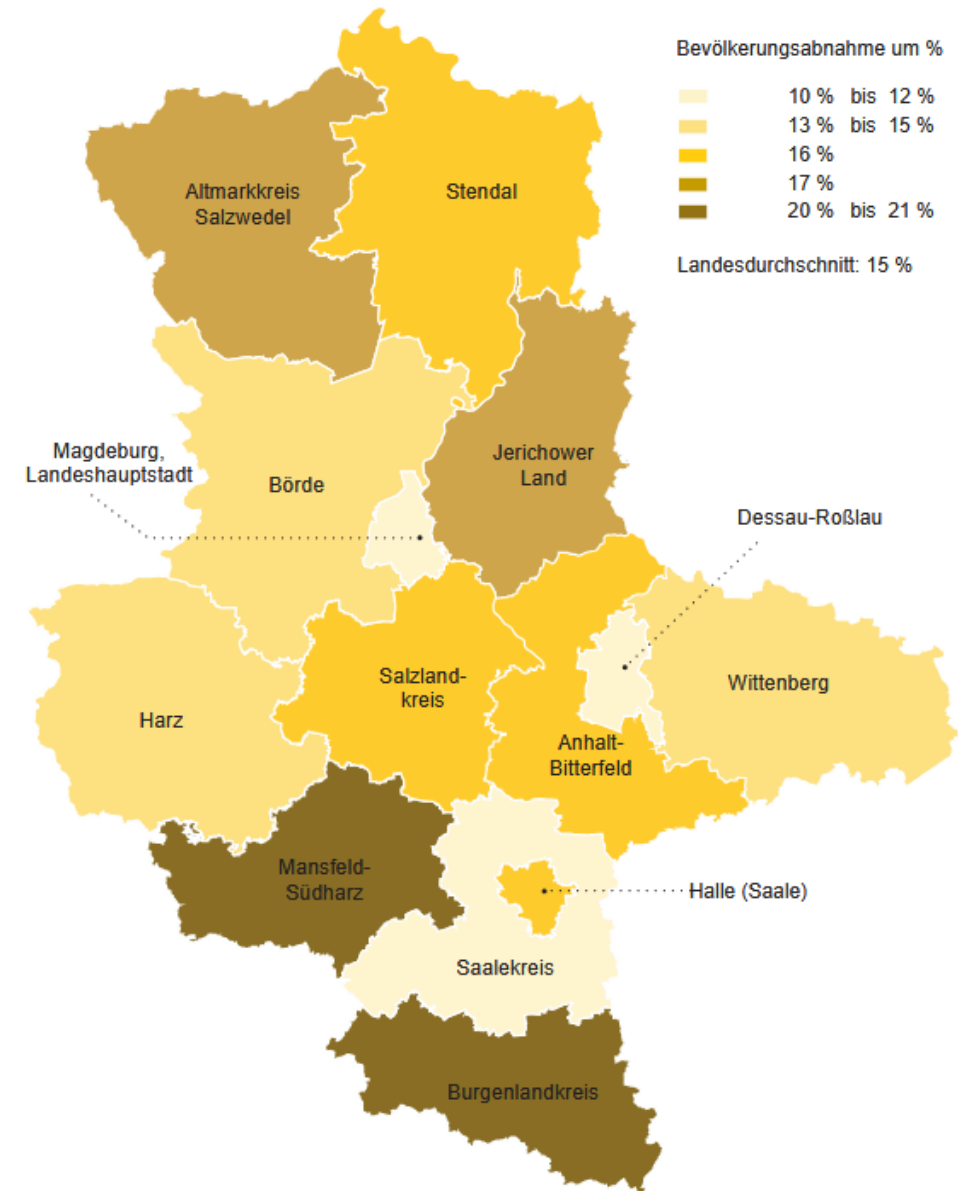 Bevölkerungsabnahme um %
10 % bis 12 %
13 % bis 15 %
16 %
17 %
20 % bis 21 %
Landesdurchschnitt: 15 %
Altmarkkreis
Salzwedel
Stendal
Magdeburg,
Landeshauptstadt
Börde
Jerichower
Land
Dessau-Roßlau
Harz
Salzland-
kreis
Wittenberg
Anhalt-
Bitterfeld
Mansfeld-
Südharz
Halle (Saale)
Saalekreis
Burgenlandkreis